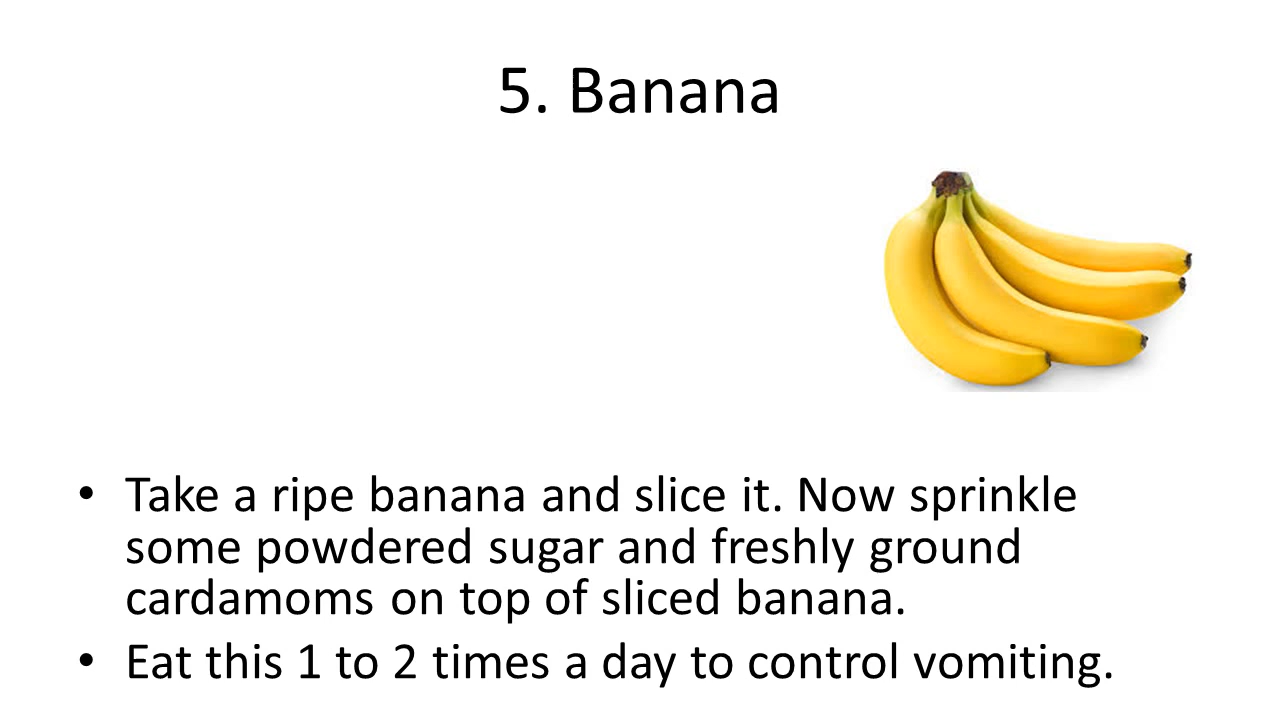 5. Banana
• Take a ripe banana and slice it. Now sprinkle
some powdered sugar and freshly ground
cardamoms on top of sliced banana.
• Eat this 1 to 2 times a day to control vomiting.